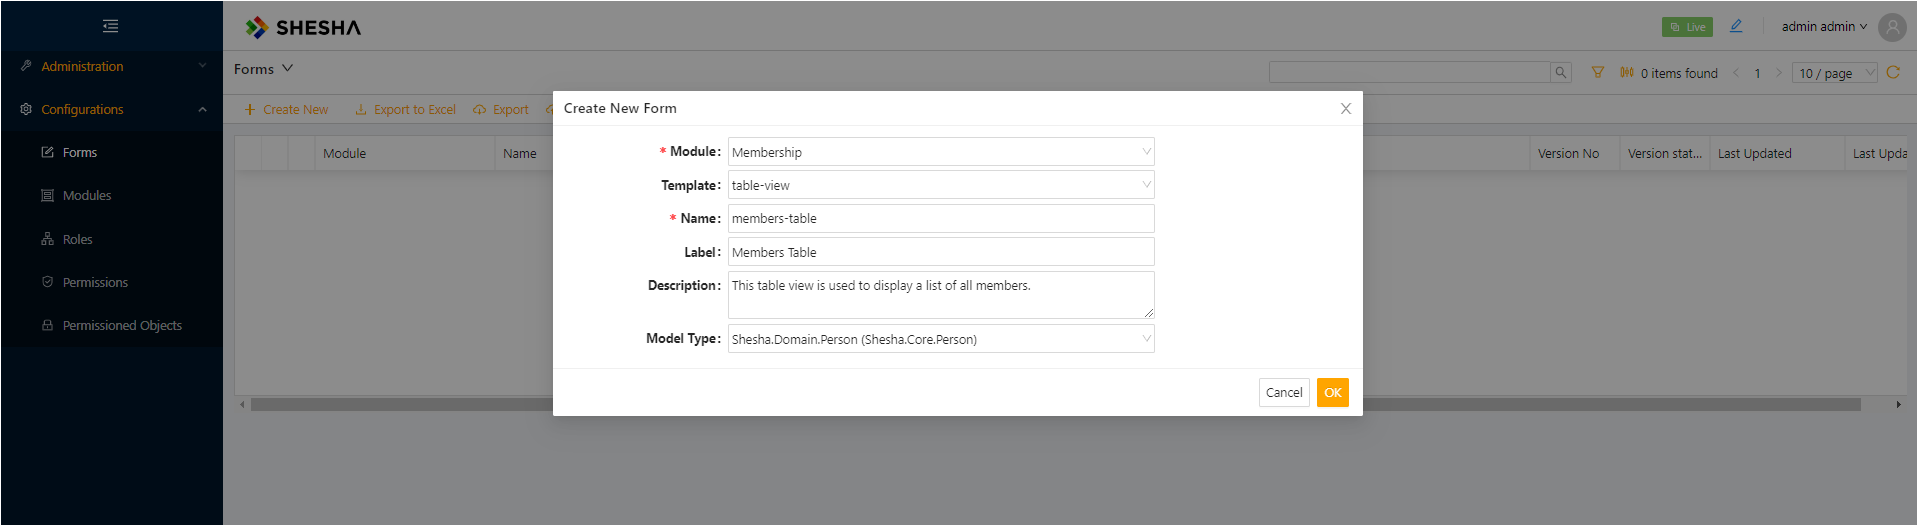 SHESHA
Live
admin admin
Administration
Configurations
Forms
Modules
Roles
Permissions
Permissioned Objects
Forms
0 items found
1
10 / page
Create New
Export to Excel
Export
Module
Name
Version No
Version stat...
Last Updated
Last Upda
Create New Form
* Module: Membership
Template: table-view
* Name: members-table
Label: Members Table
Description: This table view is used to display a list of all members.
Model Type: Shesha.Domain.Person (Shesha.Core.Person)
Cancel
OK